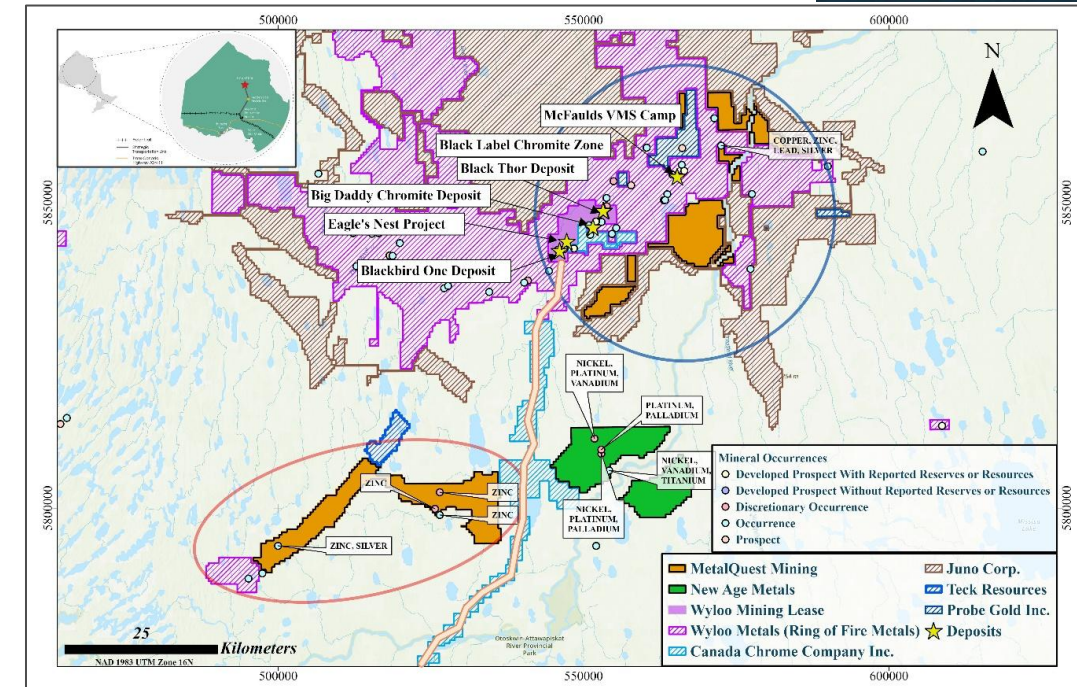 500000
550000
600000
N
McFaulds VMS Camp
Black Label Chromite Zone
COPPER, ZINC,
LEAD, SILVER
Black Thor Deposit
5850000
5850000
Big Daddy Chromite Deposit
Eagle's Nest Project
Blackbird One Deposit
NICKEL,
PLATINUM,
VANADIUM
PLATINUM,
PALLADIUM
NICKEL,
VANADIUM,
TITANIUM
ZINC
ZINC
ZINC
NICKEL,
PLATINUM,
PALLADIUM
ZINC, SILVER
5800000
5800000
Mineral Occurrences
Developed Prospect With Reported Reserves or Resources
Developed Prospect Without Reported Reserves or Resources
Discretionary Occurrence
Occurrence
Prospect
MetalQuest Mining
New Age Metals
Wyloo Mining Lease
Wyloo Metals (Ring of Fire Metals)
Canada Chrome Company Inc.
Juno Corp.
Teck Resources
Probe Gold Inc.
Deposits
Otoskwin-Attawapiskat
River Provincial
Park
25
Kilometers
NAD 1983 UTM Zone 16N
500000
550000
600000